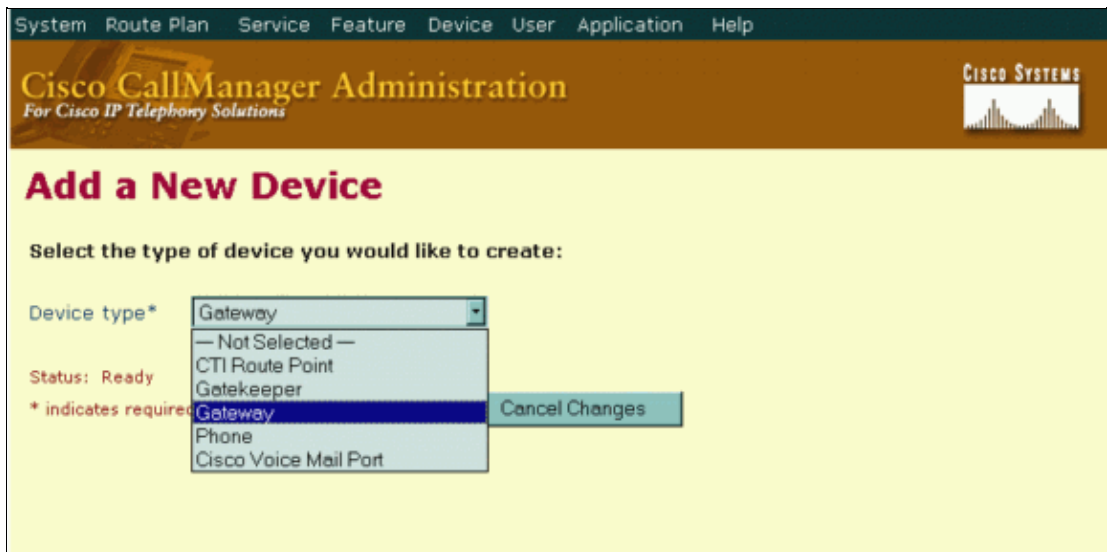 System Route Plan Service Feature Device User Application Help
Cisco CallManager Administration
For Cisco IP Telephony Solutions
CISCO SYSTEMS
Add a New Device
Select the type of device you would like to create:
Device type* Gateway
— Not Selected —
CTI Route Point
Status: Ready
Gatekeeper
* indicates require
Gateway
Cancel Changes
Phone
Cisco Voice Mail Port